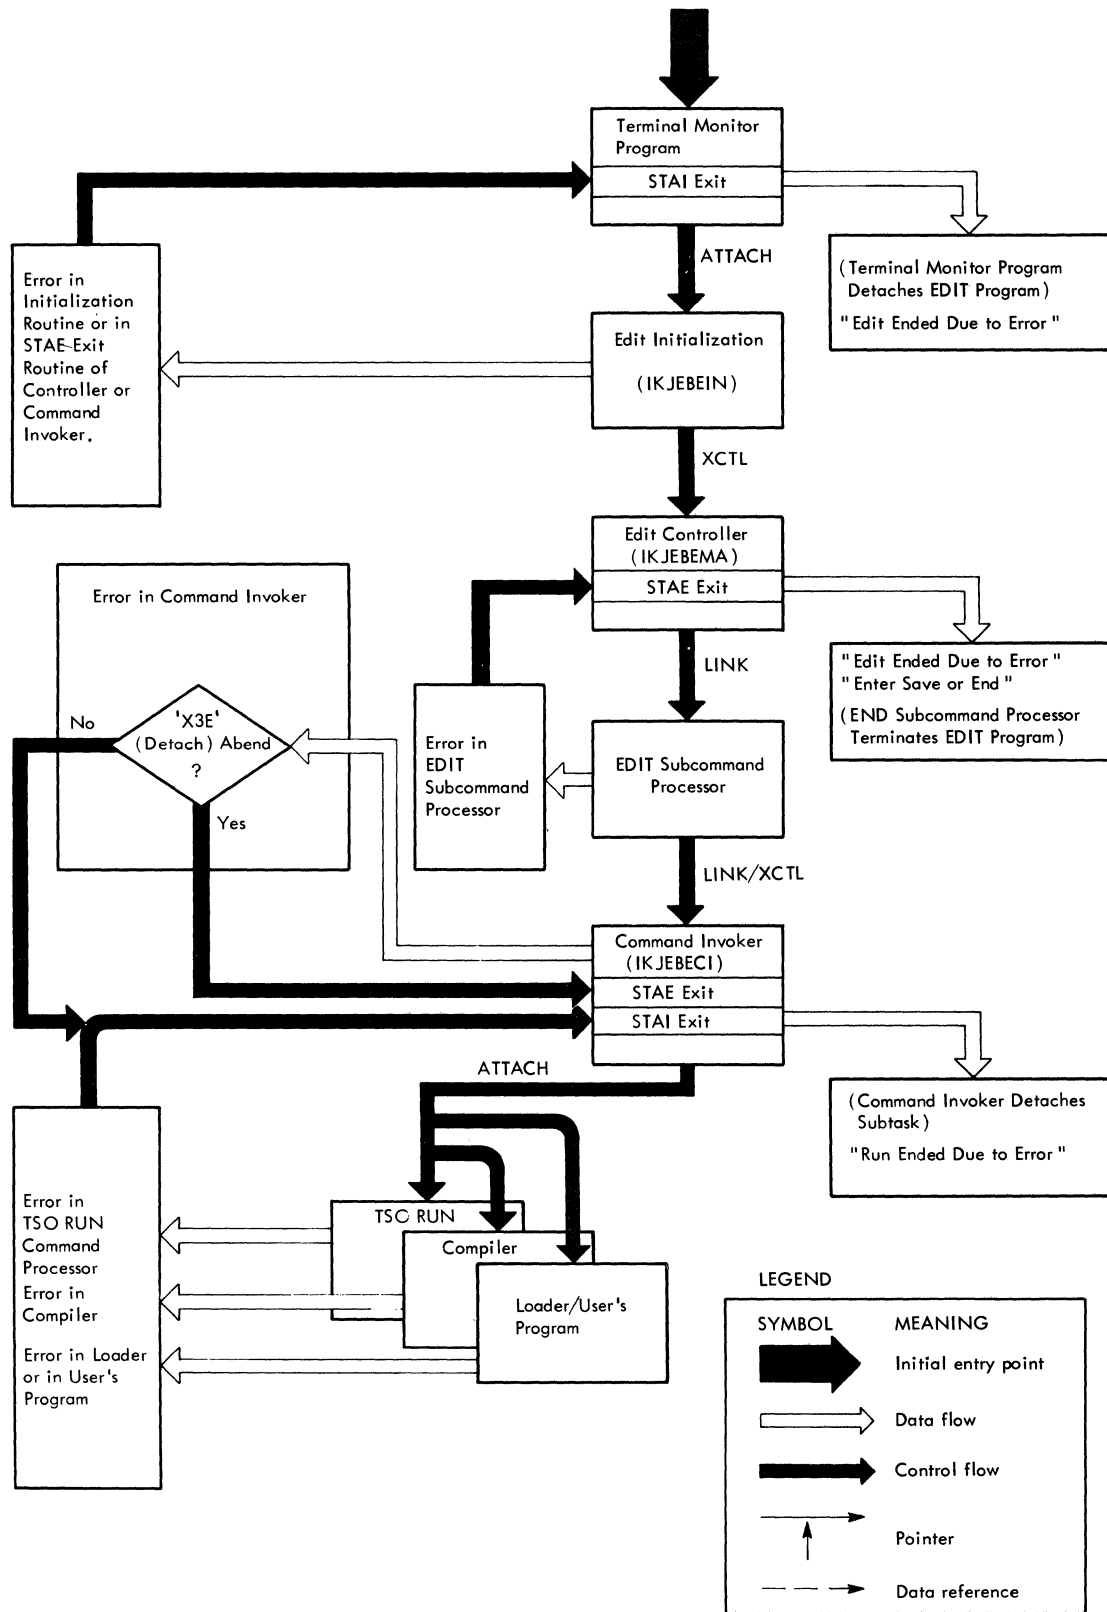 Terminal Monitor
Program
STAI Exit
ATTACH
(Terminal Monitor Program
Detaches EDIT Program)
"Edit Ended Due to Error"
Error in
Initialization
Routine or in
STAE Exit
Routine of
Controller or
Command
Invoker.
Edit Initialization
(IKJEBEIN)
XCTL
Edit Controller
(IKJEBEMA)
STAE Exit
LINK
"Edit Ended Due to Error"
"Enter Save or End"
(END Subcommand Processor
Terminates EDIT Program)
Error in Command Invoker
No
'X3E'
(Detach) Abend
?
Yes
Error in
EDIT
Subcommand
Processor
EDIT Subcommand
Processor
LINK/XCTL
Command Invoker
(IKJEBECI)
STAE Exit
STAI Exit
ATTACH
(Command Invoker Detaches
Subtask)
"Run Ended Due to Error"
Error in
TSO RUN
Command
Processor
Error in
Compiler
Error in Loader
or in User's
Program
TSO RUN
Compiler
Loader/User's
Program
LEGEND
SYMBOL MEANING
Initial entry point
Data flow
Control flow
Pointer
Data reference